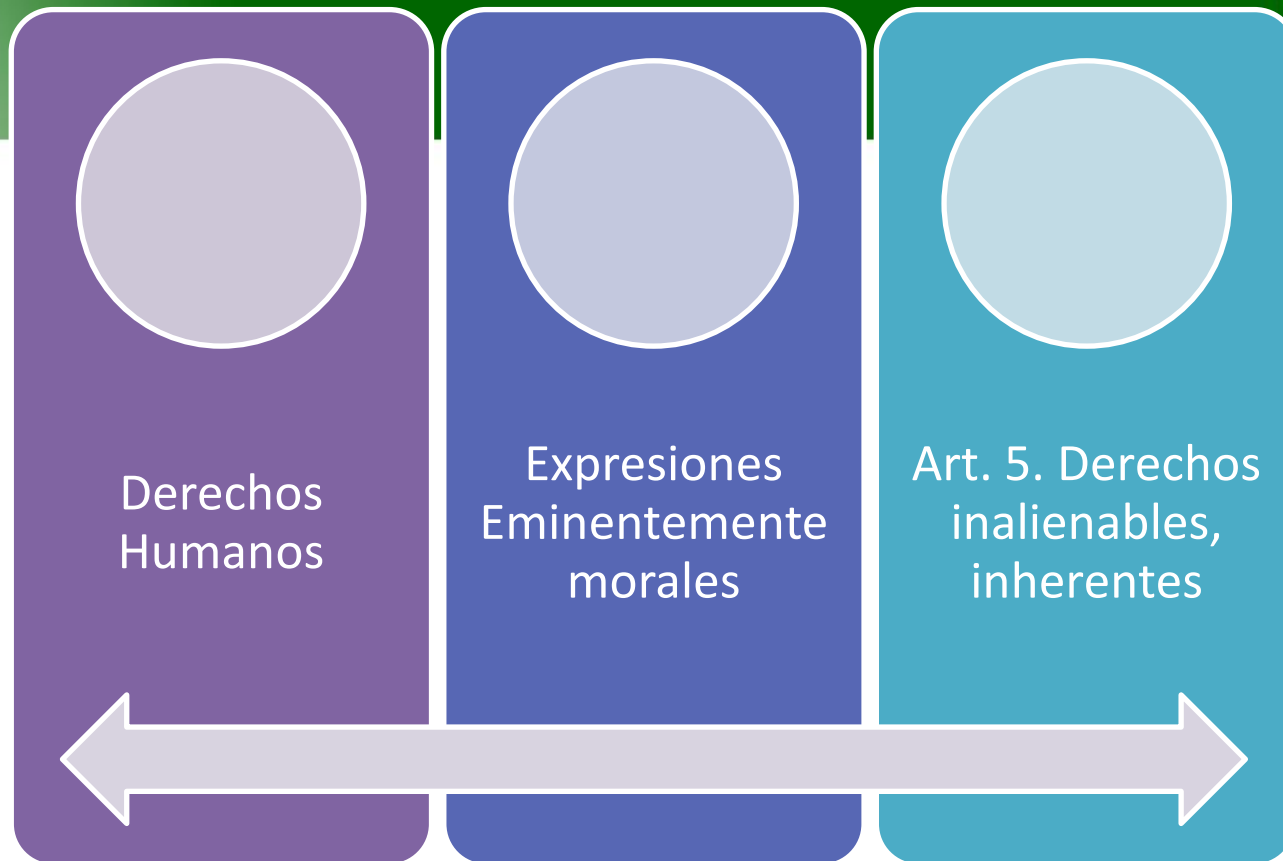 Derechos
Humanos
Expresiones
Eminentemente
morales
Art. 5. Derechos
inalienables,
inherentes